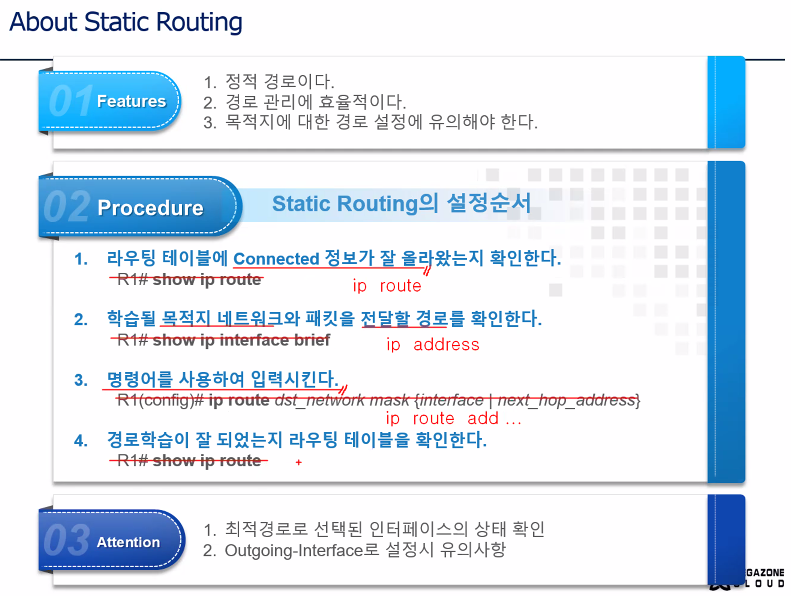 About Static Routing
01 Features
1. 정적 경로이다.
2. 경로 관리에 효율적이다.
3. 목적지에 대한 경로 설정에 유의해야 한다.
02 Procedure
Static Routing의 설정순서
1. 라우팅 테이블에 Connected 정보가 잘 올라왔는지 확인한다.
R1# show ip route
ip route
2. 학습될 목적지 네트워크와 패킷을 전달할 경로를 확인한다.
R1# show ip interface brief
ip address
3. 명령어를 사용하여 입력시킨다.
R1(config)# ip route dst_network mask {interface | next_hop_address}
ip route add ...
4. 경로학습이 잘 되었는지 라우팅 테이블을 확인한다.
R1# show ip route
03 Attention
1. 최적경로로 선택된 인터페이스의 상태 확인
2. Outgoing-Interface로 설정시 유의사항
GAZONE
LOUD